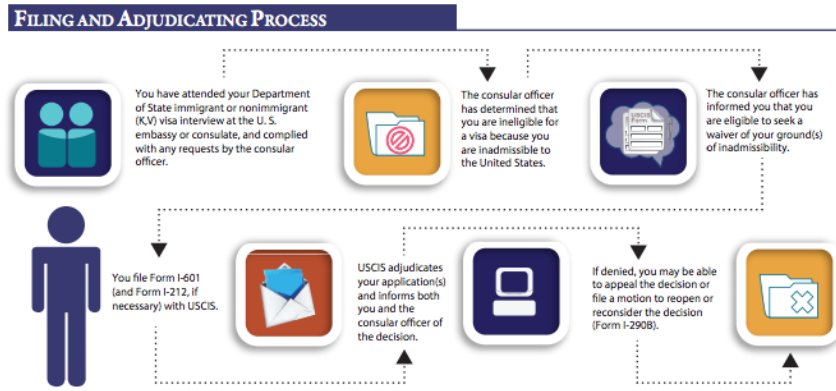 FILING AND ADJUDICATING PROCESS
You have attended your Department
of State immigrant or nonimmigrant
(K,V) visa interview at the U. S.
embassy or consulate, and complied
with any requests by the consular
officer.
The consular officer
has determined that
you are ineligible for
a visa because you
are inadmissible to
the United States.
USCIS
Form
The consular officer has
informed you that you
are eligible to seek a
waiver of your ground(s)
of inadmissibility.
You file Form I-601
(and Form I-212, if
necessary) with USCIS.
USCIS adjudicates
your application(s)
and informs both
you and the
consular officer of
the decision.
If denied, you may be able
to appeal the decision or
file a motion to reopen or
reconsider the decision
(Form I-290B).